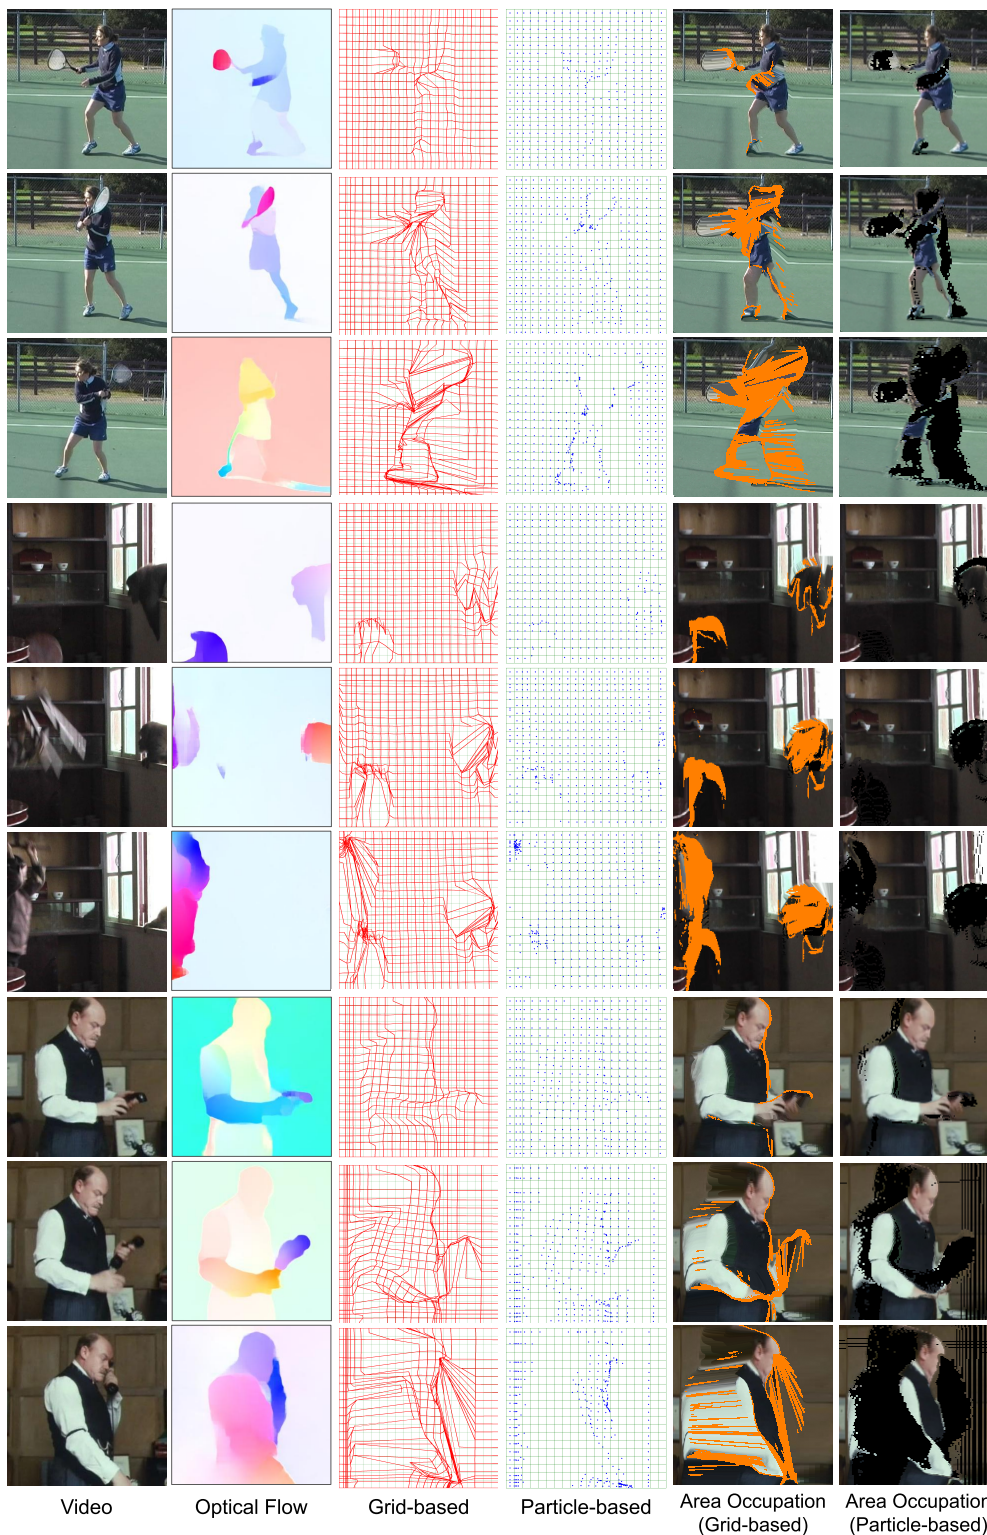 Video
Optical Flow
Grid-based
Particle-based
Area Occupation
(Grid-based)
Area Occupation
(Particle-based)